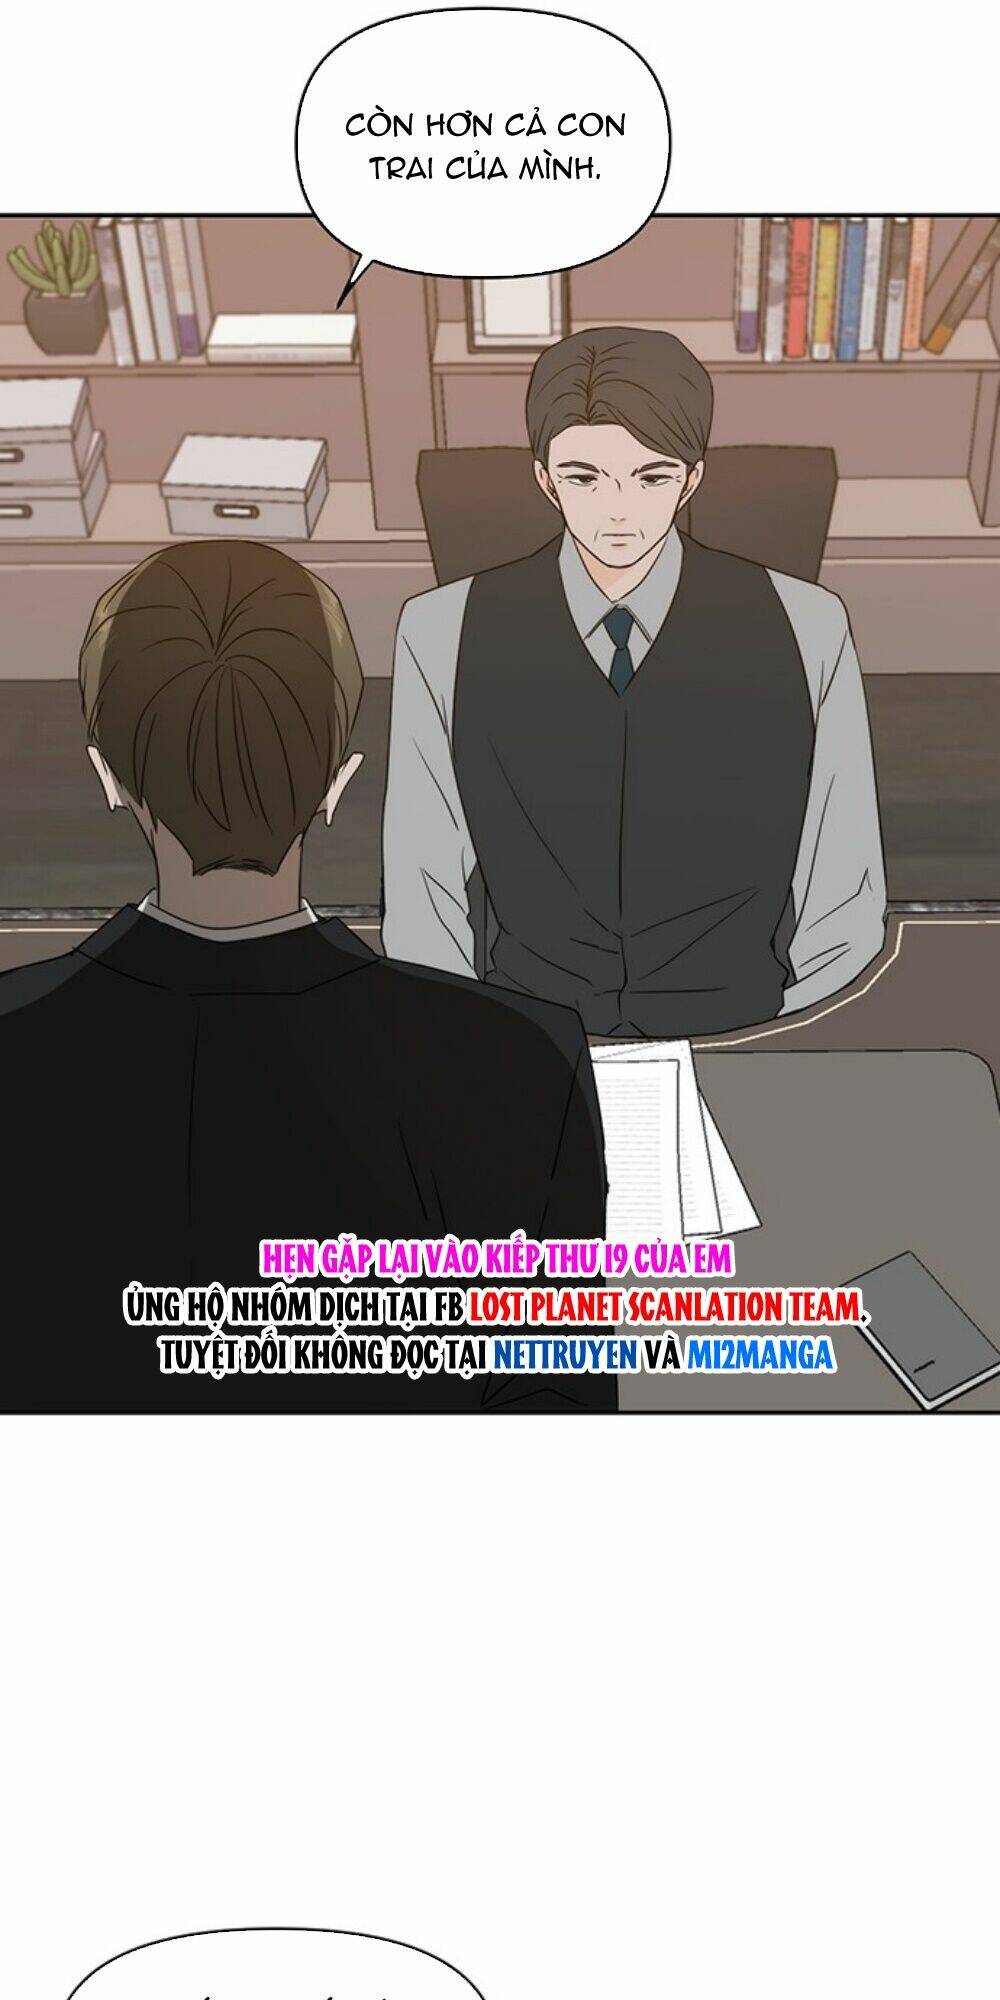 CÒN HƠN CẢ CON
TRAI CỦA MÌNH.
HẸN GẶP LẠI VÀO KIẾP THỨ 19 CỦA EM
ỦNG HỘ NHÓM DỊCH TẠI FB LOST PLANET SCANLATION TEAM.
TUYỆT ĐỐI KHÔNG ĐỌC TẠI NETTRUYEN VÀ MI2MANGA